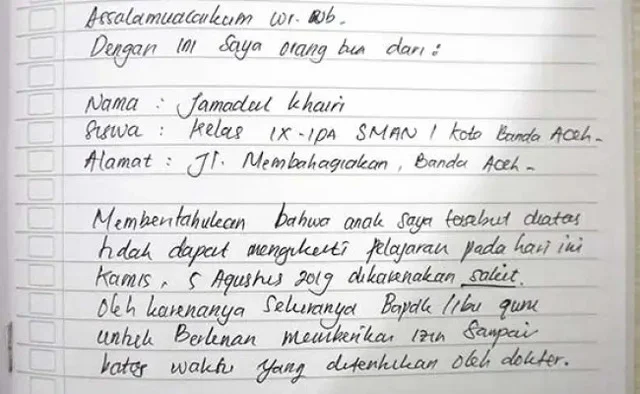 Assalamualaikum wr. wb.
Dengan ini saya orang tua dari :
Nama : Jamadul khairi
Siswa : Kelas IX-IPA SMAN 1 Kota Banda Aceh.
Alamat : Jl. Membahagiakan, Banda Aceh.
Memberitahukan bahwa anak saya tersebut diatas
tidak dapat mengikuti pelajaran pada hari ini
Kamis, 5 Agustus 2019 dikarenakan sakit.
Oleh karenanya sekiranya Bapak /ibu guru
untuk Berkenan memberikan izin sampai
batas waktu yang ditentukan oleh dokter.